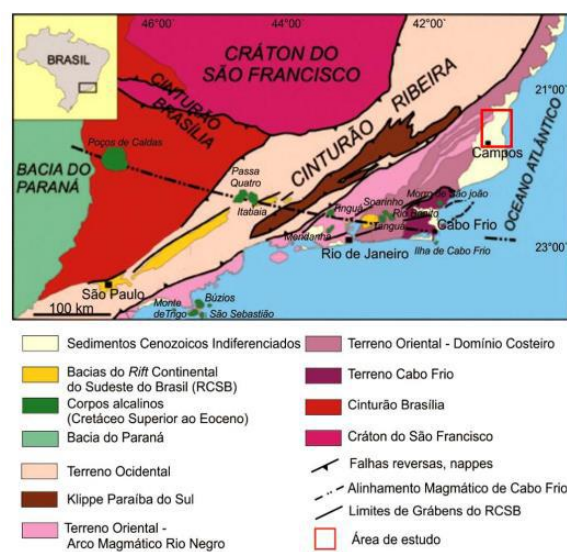 46°00' 44°00' 42°00'
BRASIL
CRÁTON DO
SÃO FRANCISCO
CINTURÃO
BRASÍLIA
CINTURÃO RIBEIRA
21°00'
Poços de Caldas
BACIA DO
PARANÁ
Passa
Quatro
Itatiaia
Campos
OCEANO ATLÂNTICO
Morro de São joão
Soarinho
Tinguá
Rio Bonito
Tanguá
Mendanha
Cabo Frio
Rio de Janeiro
Ilha de Cabo Frio
23°00'
São Paulo
100 km
Monte
deTrigo
Búzios
São Sebastião
Sedimentos Cenozoicos Indiferenciados
Bacias do Rift Continental
do Sudeste do Brasil (RCSB)
Corpos alcalinos
(Cretáceo Superior ao Eoceno)
Bacia do Paraná
Terreno Ocidental
Klippe Paraíba do Sul
Terreno Oriental -
Arco Magmático Rio Negro
Terreno Oriental - Domínio Costeiro
Terreno Cabo Frio
Cinturão Brasília
Cráton do São Francisco
Falhas reversas, nappes
Alinhamento Magmático de Cabo Frio
Limites de Grábens do RCSB
Área de estudo